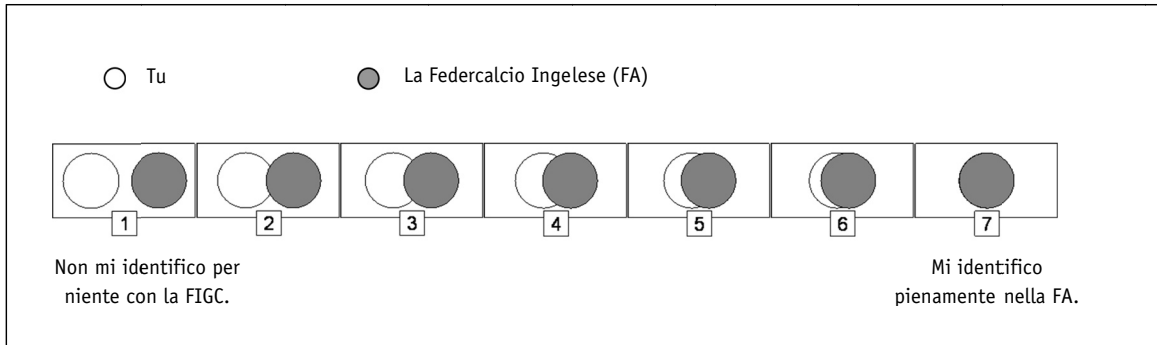 Tu La Federcalcio Ingelese (FA)
1 2 3 4 5 6 7
Non mi identifico per Mi identifico
niente con la FIGC. pienamente nella FA.